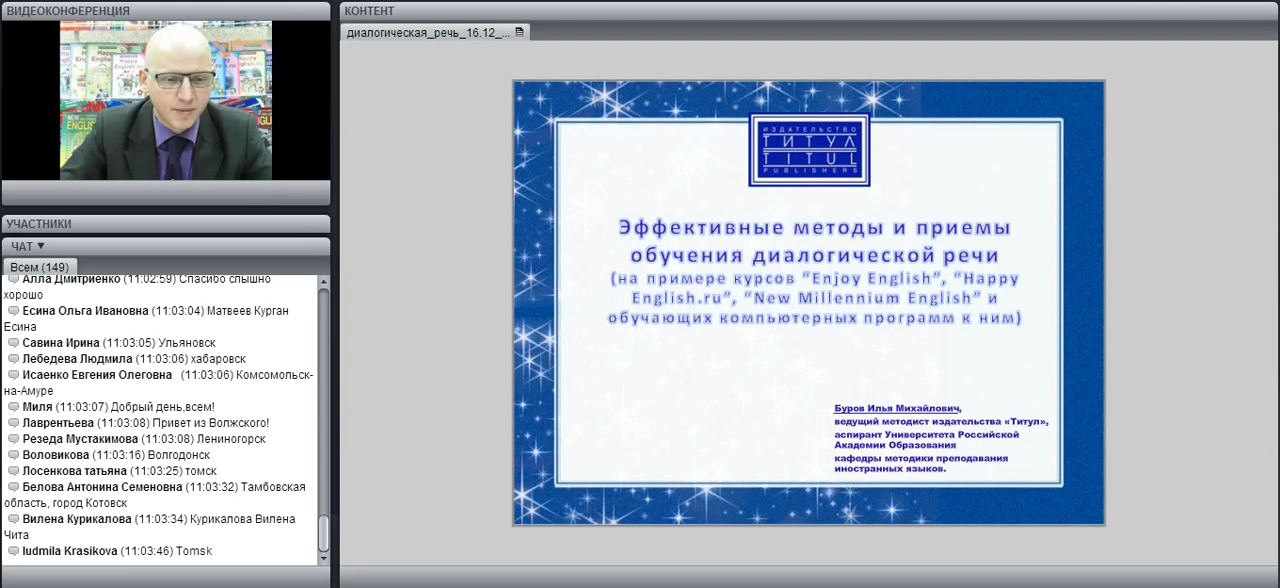 ВИДЕОКОНФЕРЕНЦИЯ
Happy
English
Happy
English.ru
NEW
ENGLISH
УЧАСТНИКИ
ЧАТ
Всем (149)
Алла Дмитриенко (11:02:59) Спасибо слышно
хорошо
Есина Ольга Ивановна (11:03:04) Матвеев Курган
Есина
Савина Ирина (11:03:05) Ульяновск
Лебедева Людмила (11:03:06) хабаровск
Исаенко Евгения Олеговна (11:03:06) Комсомольск-
на-Амуре
Миля (11:03:07) Добрый день,всем!
Лаврентьева (11:03:08) Привет из Волжского!
Резеда Мустакимова (11:03:08) Лениногорск
Воловикова (11:03:16) Волгодонск
Лосенкова татьяна (11:03:25) томск
Белова Антонина Семеновна (11:03:32) Тамбовская
область, город Котовск
Вилена Курикалова (11:03:34) Курикалова Вилена
Чита
ludmila Krasikova (11:03:46) Tomsk
КОНТЕНТ
диалогическая_речь_16.12_...
ИЗДАТЕЛЬСТВО
ТИТУЛ
TITUL
PUBLISHERS
Эффективные методы и приемы
обучения диалогической речи
(на примере курсов “Enjoy English”, “Happy
English.ru”, “New Millennium English” и
обучающих компьютерных программ к ним)
Буров Илья Михайлович,
ведущий методист издательства «Титул»,
аспирант Университета Российской
Академии Образования
кафедры методики преподавания
иностранных языков.